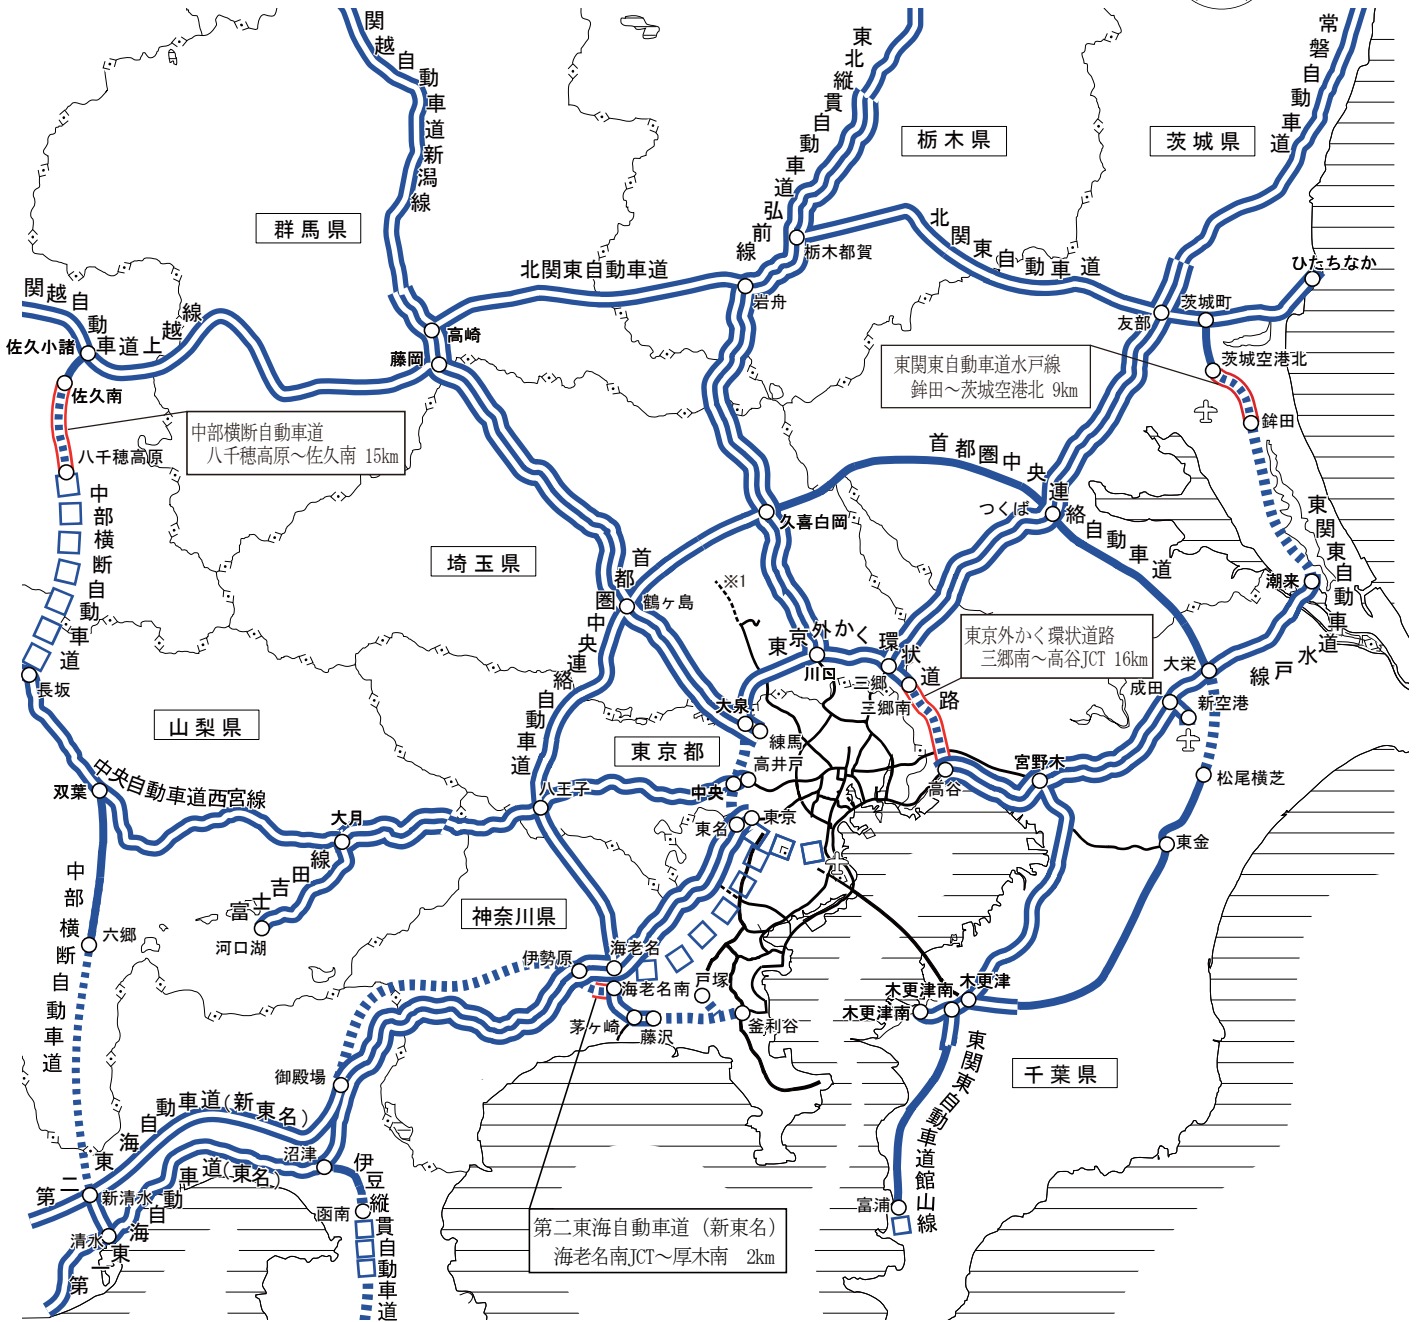 関越自動車道新潟線
東北縦貫自動車道弘前線
常磐自動車道
栃木県
茨城県
群馬県
北関東自動車道
栃木都賀
北関東自動車道
ひたちなか
岩舟
茨城町
友部
関越自動車道上越線
佐久小諸
高崎
藤岡
佐久南
東関東自動車道水戸線
鉾田～茨城空港北 9km
茨城空港北
鉾田
中部横断自動車道
八千穂高原～佐久南 15km
八千穂高原
首都圏中央連絡自動車道
つくば
久喜白岡
中部横断自動車道
埼玉県
首都圏中央連絡自動車道
鶴ヶ島
※1
東関東自動車道水戸線
潮来
東京外かく環状道路
東京外かく環状道路
三郷南～高谷JCT 16km
川口
三郷
三郷南
大栄
成田
新空港
長坂
山梨県
大泉
練馬
東京都
高井戸
中央
高谷
宮野木
松尾横芝
双葉
中央自動車道西宮線
大月
八王子
東京
東名
東金
富士吉田線
河口湖
中部横断自動車道
六郷
神奈川県
伊勢原
海老名
海老名南
戸塚
茅ヶ崎
藤沢
釜利谷
木更津
木更津南
木更津南
東関東自動車道館山線
千葉県
御殿場
第二東海自動車道(新東名)
沼津
第一東海自動車道(東名)
新清水
清水
伊豆縦貫自動車道
函南
富浦
第二東海自動車道（新東名）
海老名南JCT～厚木南 2km